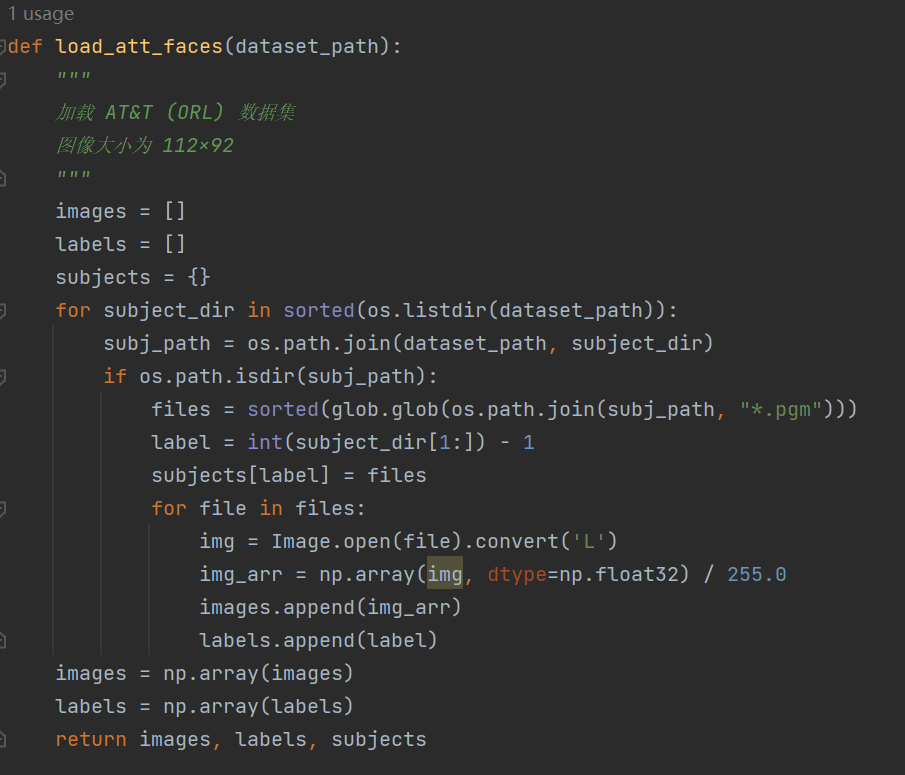 1 usage
def load_att_faces(dataset_path):
    """
    加载 AT&T (ORL) 数据集
    图像大小为 112×92
    """
    images = []
    labels = []
    subjects = {}
    for subject_dir in sorted(os.listdir(dataset_path)):
        subj_path = os.path.join(dataset_path, subject_dir)
        if os.path.isdir(subj_path):
            files = sorted(glob.glob(os.path.join(subj_path, "*.pgm")))
            label = int(subject_dir[1:]) - 1
            subjects[label] = files
            for file in files:
                img = Image.open(file).convert('L')
                img_arr = np.array(img, dtype=np.float32) / 255.0
                images.append(img_arr)
                labels.append(label)
    images = np.array(images)
    labels = np.array(labels)
    return images, labels, subjects